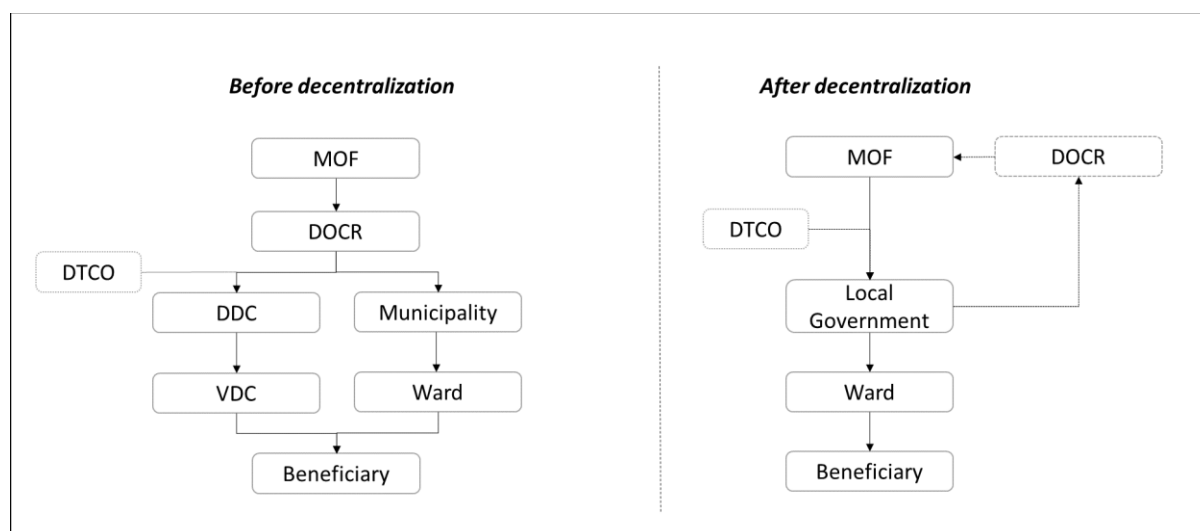 Before decentralization
MOF
DOCR
DTCO
DDC
Municipality
VDC
Ward
Beneficiary
After decentralization
MOF
DOCR
DTCO
Local
Government
Ward
Beneficiary